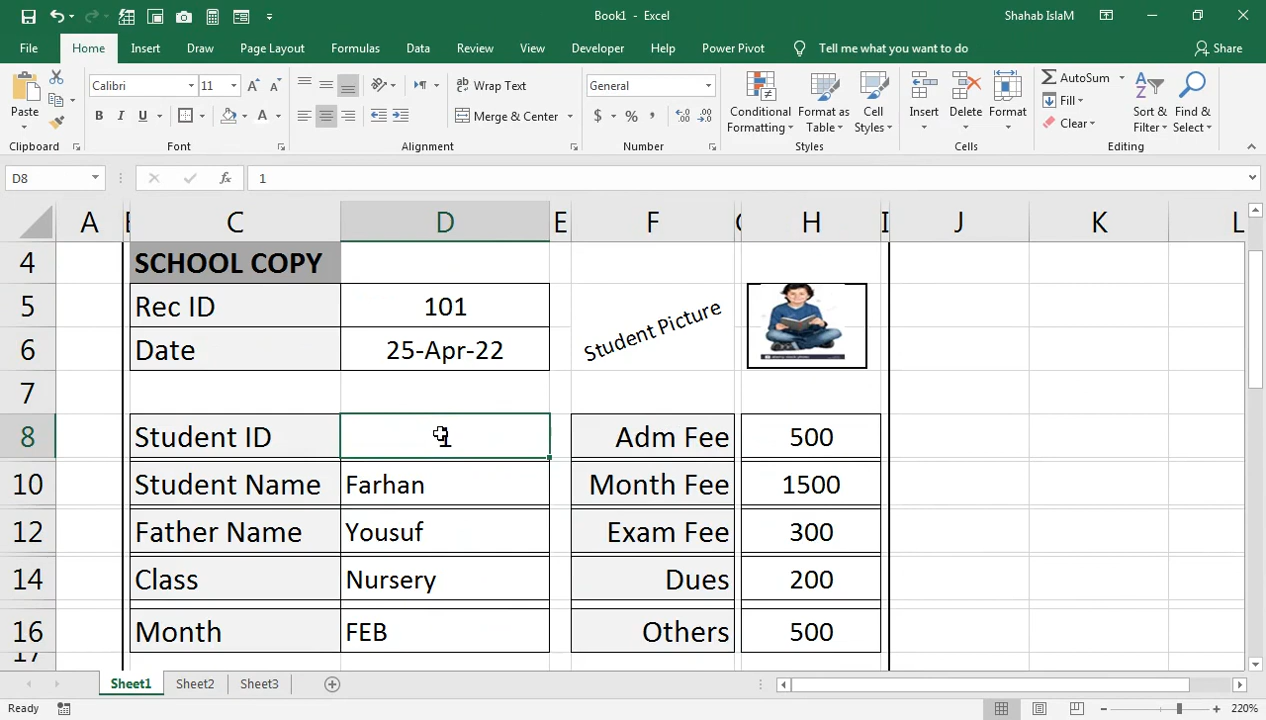 Book1 - Excel
Shahab IslaM
File Home Insert Draw Page Layout Formulas Data Review View Developer Help Power Pivot Tell me what you want to do Share
Calibri 11 Wrap Text General AutoSum
Fill
Paste B I U A Merge & Center $ % , Conditional Formatting Format as Table Cell Styles Insert Delete Format Clear Sort & Filter Find & Select
Clipboard Font Alignment Number Styles Cells Editing
D8 fx 1
A C D E F H I J K L
4 SCHOOL COPY
5 Rec ID 101
Student Picture
6 Date 25-Apr-22
7
8 Student ID 1 Adm Fee 500
10 Student Name Farhan Month Fee 1500
12 Father Name Yousuf Exam Fee 300
14 Class Nursery Dues 200
16 Month FEB Others 500
17
Sheet1 Sheet2 Sheet3
Ready 220%